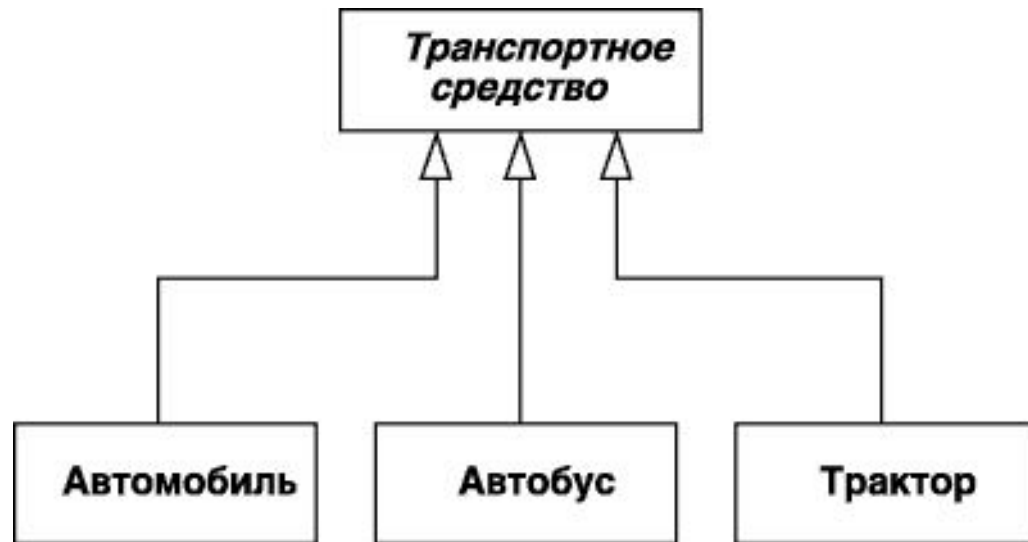 Транспортное
средство
Автомобиль
Автобус
Трактор